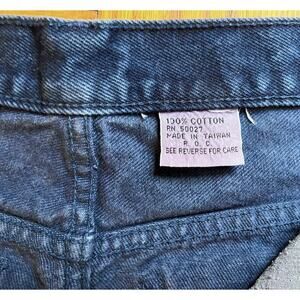 100% COTTON
RN 50027
MADE IN TAIWAN
R. O. C.
SEE REVERSE FOR CARE